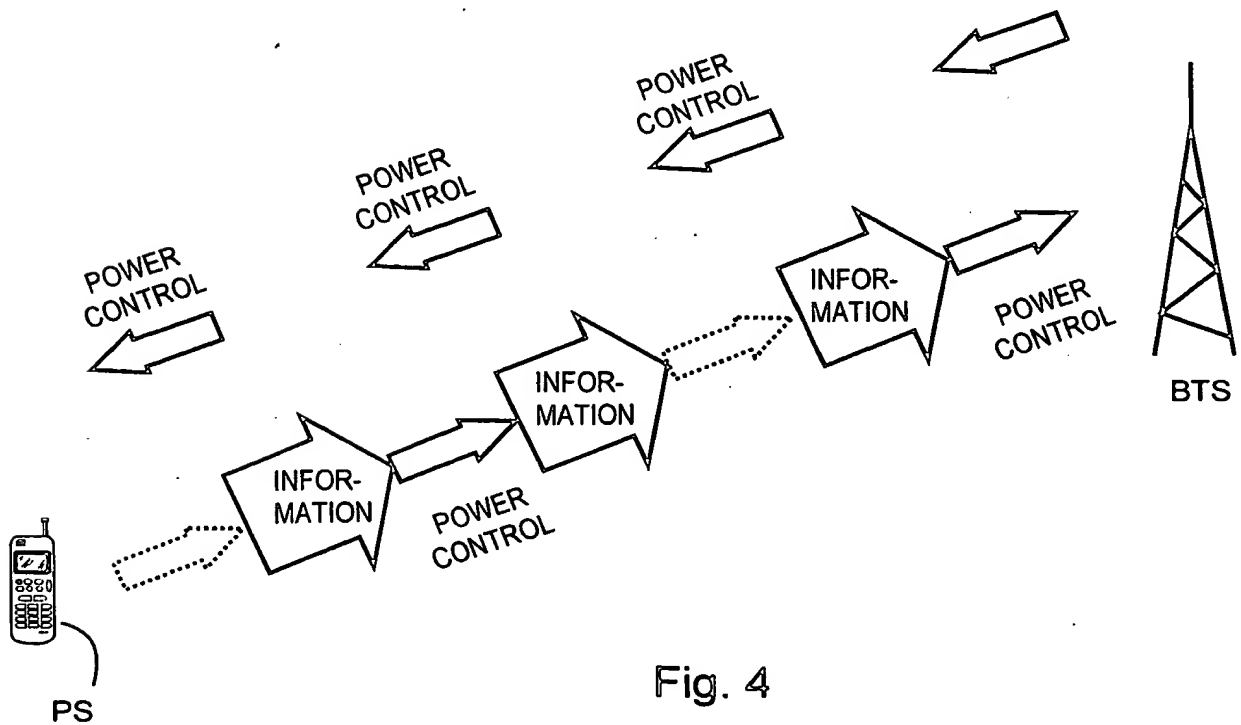 POWER
CONTROL
POWER
CONTROL
POWER
CONTROL
INFOR-
MATION
POWER
CONTROL
INFOR-
MATION
INFOR-
MATION
POWER
CONTROL
BTS
PS
Fig. 4